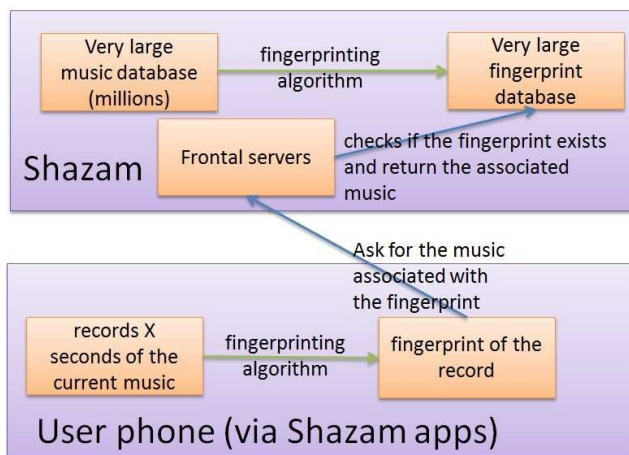 Very large
music database
(millions)
fingerprinting
algorithm
Very large
fingerprint
database
Shazam
Frontal servers
checks if the fingerprint exists
and return the associated
music
Ask for the music
associated with
the fingerprint
records X
seconds of the
current music
fingerprinting
algorithm
fingerprint of the
record
User phone (via Shazam apps)